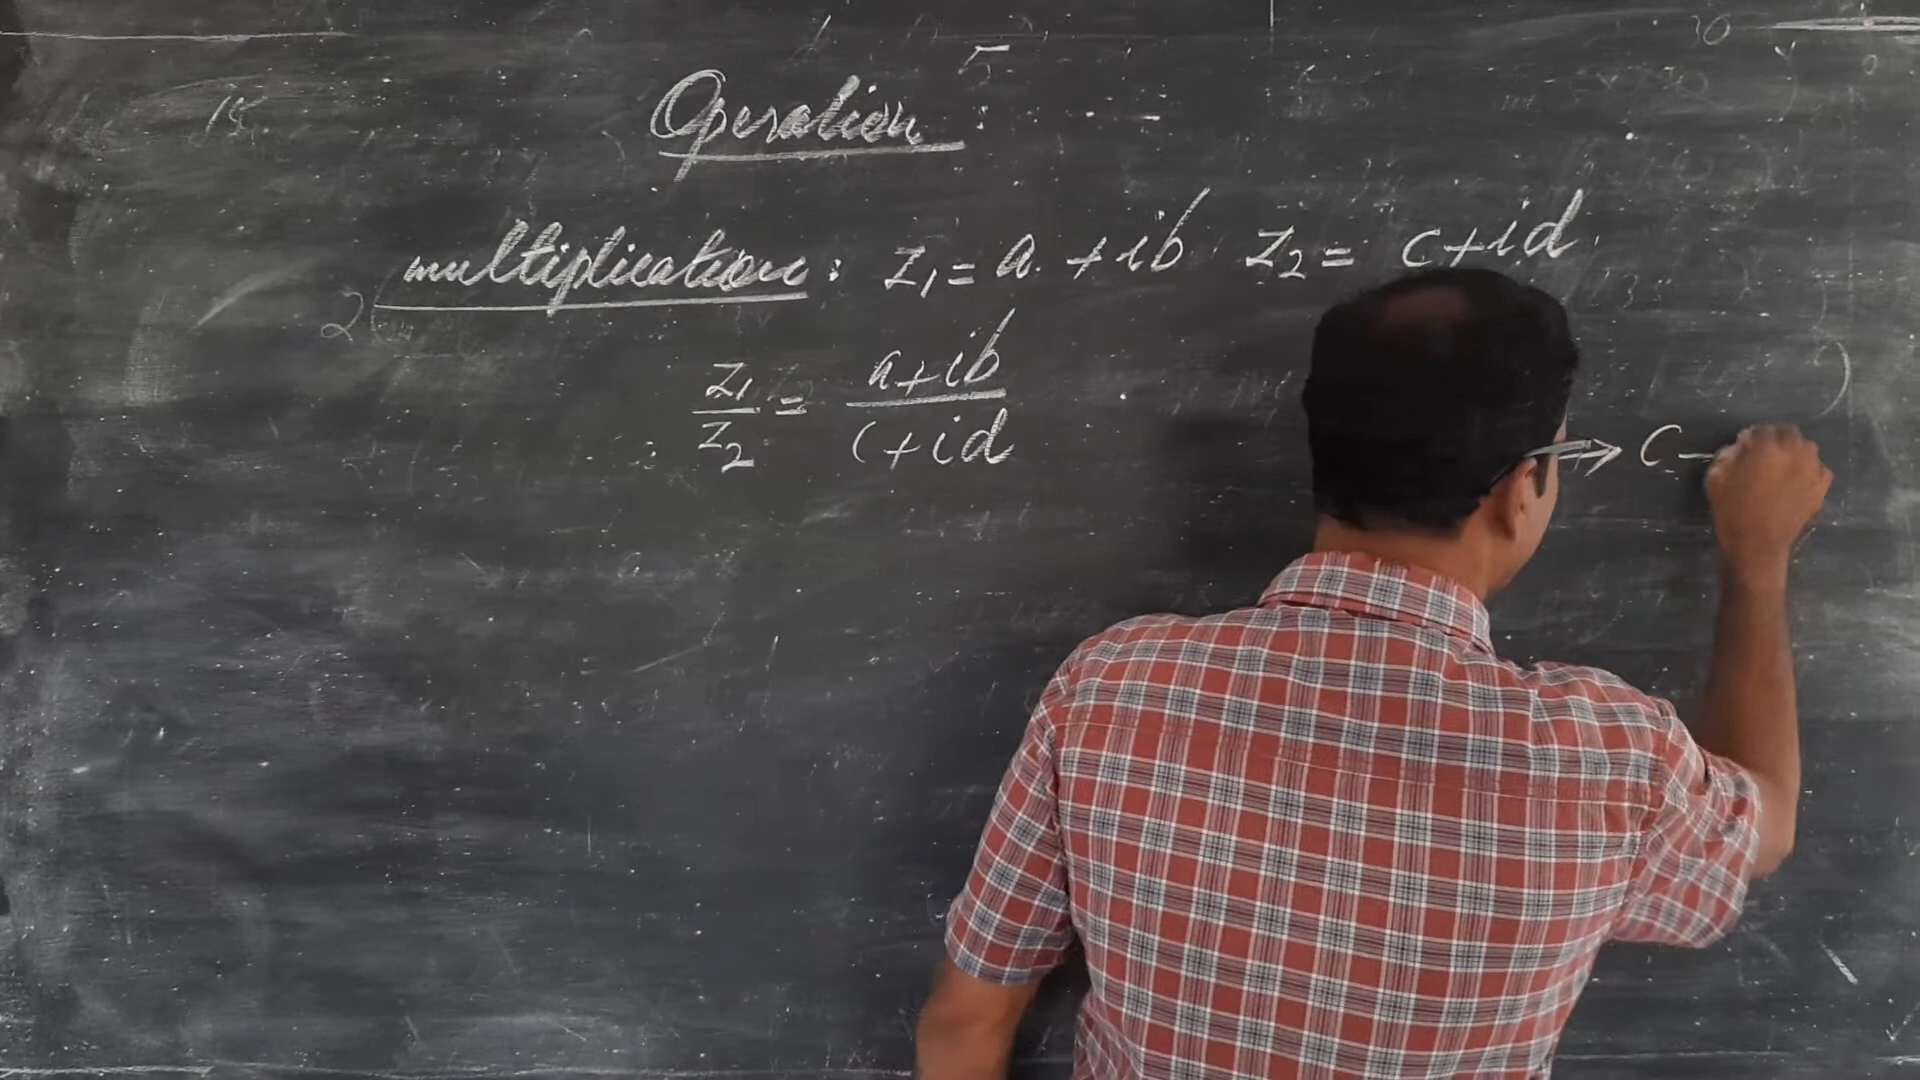 Operation :-
multiplication : z₁ = a + ib z₂ = c + id
z₁/z₂ = a+ib/c+id → c -